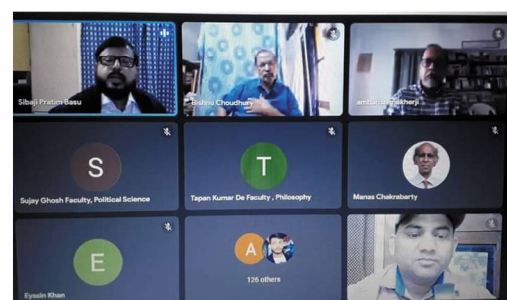 Sibaji Pratim Basu
Bishnu Choudhury
S
T
Sujay Ghosh Faculty, Political Science
Tapan Kumar De Faculty , Philosophy
Manas Chakraberty
E
A
Eyasin Khan
126 others